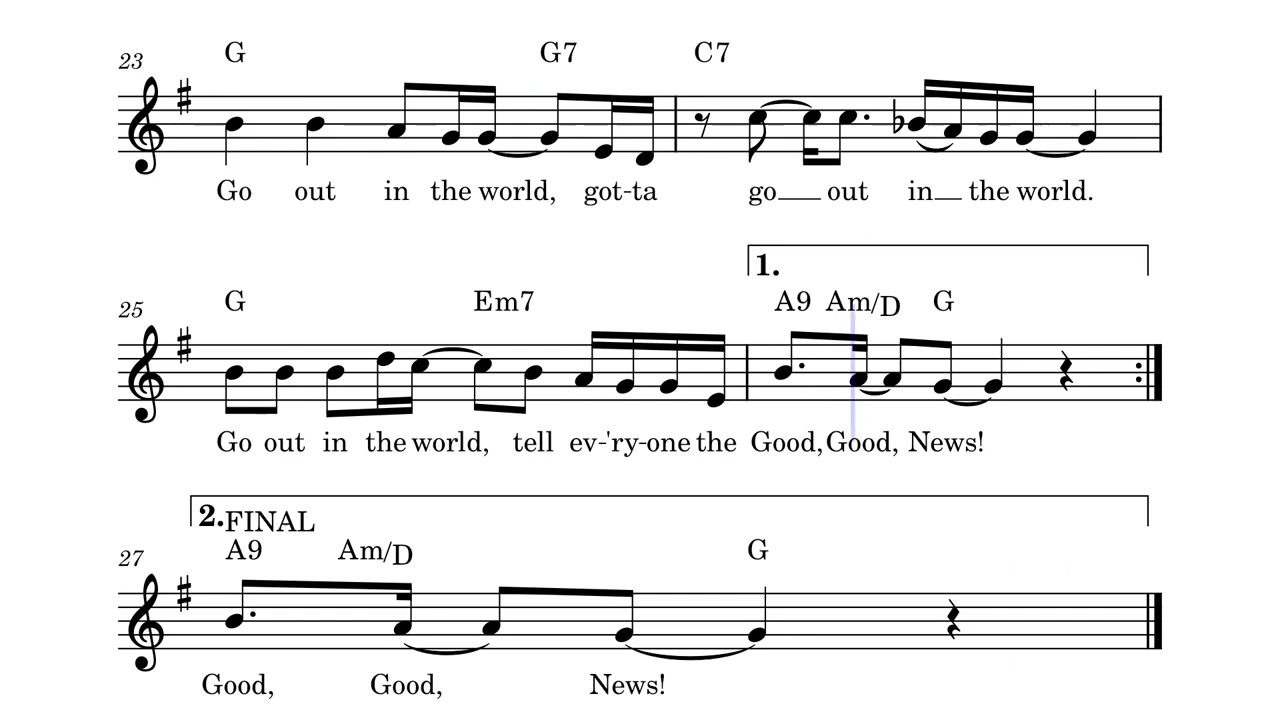 23 G G7 C7
Go out in the world, got-ta go out in the world.
1.
25 G Em7 A9 Am/D G
Go out in the world, tell ev-'ry-one the Good, Good, News!
2. FINAL
27 A9 Am/D G
Good, Good, News!